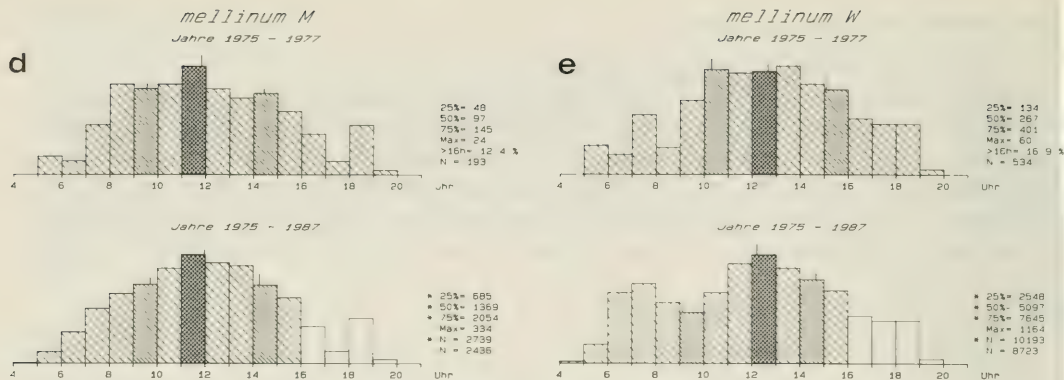 mellinum M
Jahre 1975 - 1977
d
25%= 48
50%= 97
75%= 145
Max= 24
>16h= 12 4 %
N = 193
4 6 8 10 12 14 16 18 20 Uhr
Jahre 1975 - 1987
* 25%= 685
* 50%= 1369
* 75%= 2054
Max= 334
* N = 2739
N = 2436
4 6 8 10 12 14 16 18 20 Uhr
mellinum W
Jahre 1975 - 1977
e
25%= 134
50%= 267
75%= 401
Max= 60
>16h= 16 9 %
N = 534
4 6 8 10 12 14 16 18 20 Uhr
Jahre 1975 - 1987
* 25%= 2548
* 50%- 5097
* 75%= 7645
Max= 1164
* N = 10193
N = 8723
4 6 8 10 12 14 16 18 20 Uhr